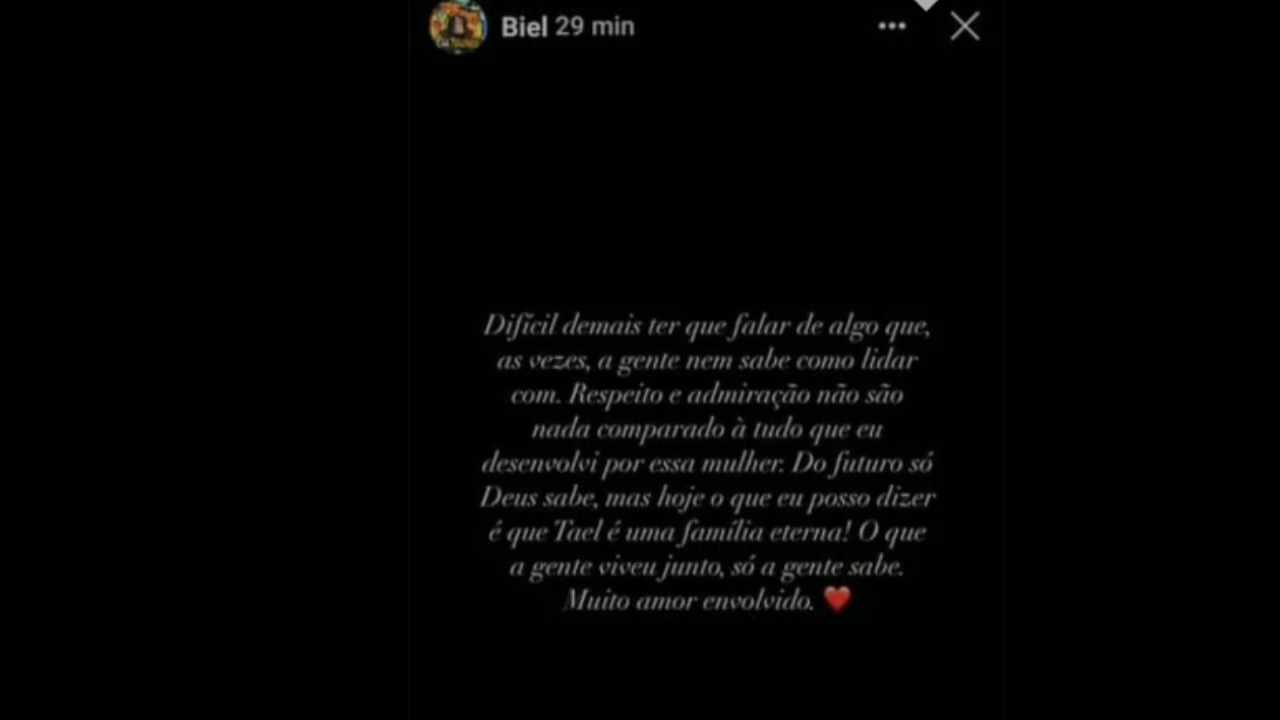 Biel 29 min
Difícil demais ter que falar de algo que,
as vezes, a gente nem sabe como lidar
com. Respeito e admiração não são
nada comparado à tudo que eu
desenvolvi por essa mulher. Do futuro só
Deus sabe, mas hoje o que eu posso dizer
é que Tael é uma família eterna! O que
a gente viveu junto, só a gente sabe.
Muito amor envolvido. ❤️